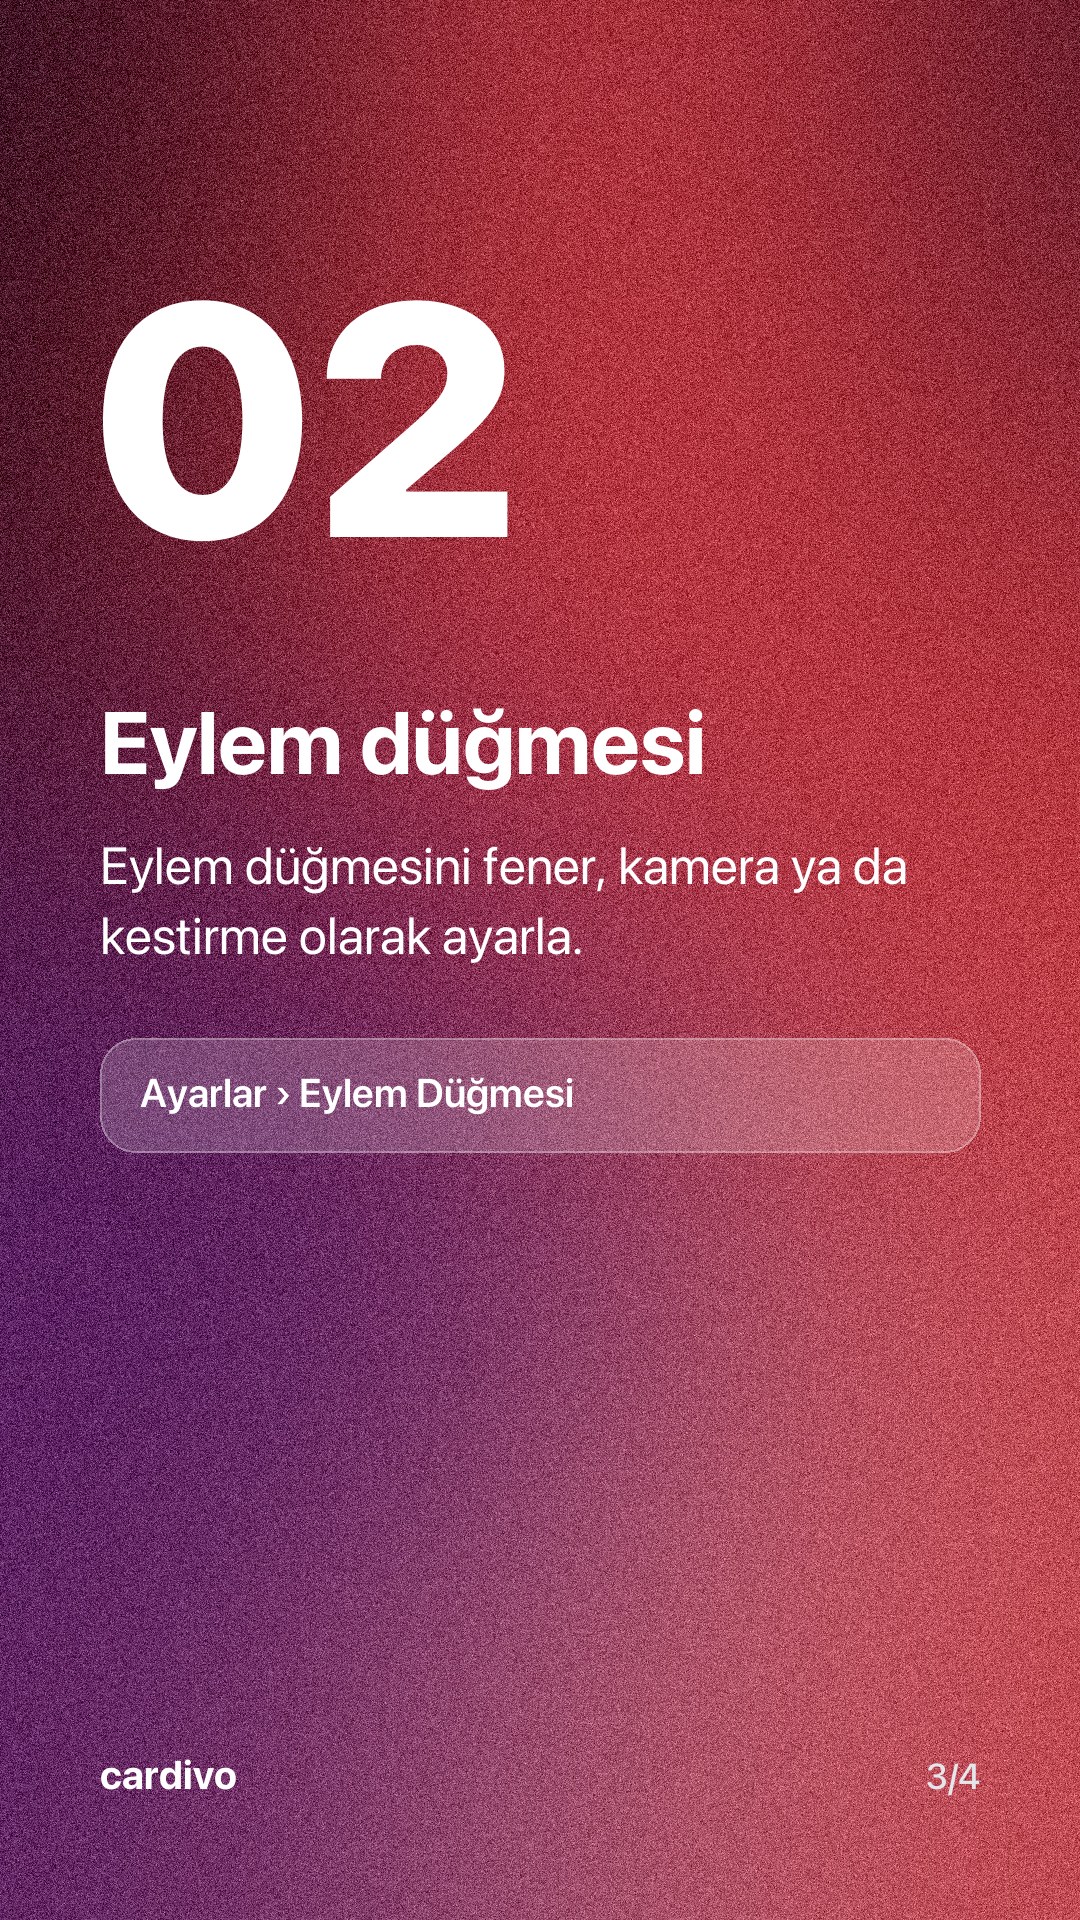 02
Eylem düğmesi
Eylem düğmesini fener, kamera ya da
kestirme olarak ayarla.
Ayarlar › Eylem Düğmesi
cardivo
3/4